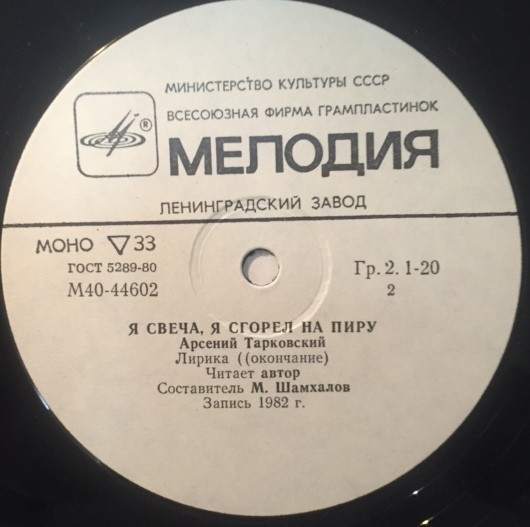 МИНИСТЕРСТВО КУЛЬТУРЫ СССР
ВСЕСОЮЗНАЯ ФИРМА ГРАМПЛАСТИНОК
®
МЕЛОДИЯ
ЛЕНИНГРАДСКИЙ ЗАВОД
МОНО ▽ 33
ГОСТ 5289-80
М40-44602
Гр. 2. 1-20
2
Я СВЕЧА, Я СГОРЕЛ НА ПИРУ
Арсений Тарковский
Лирика ((окончание)
Читает автор
Составитель М. Шамхалов
Запись 1982 г.